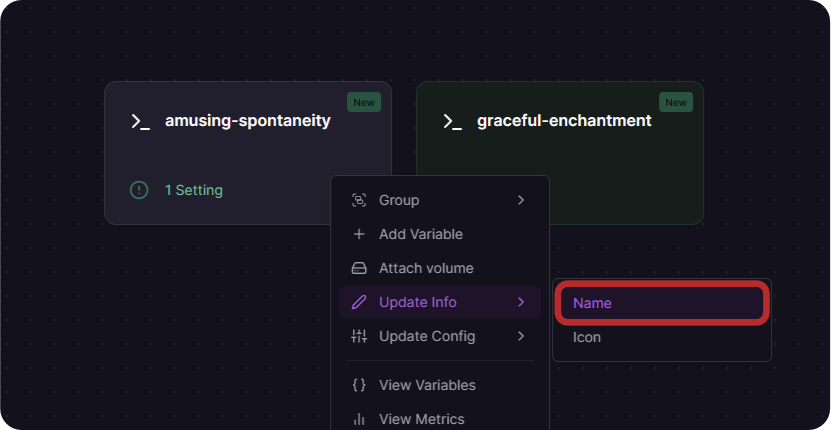 New
amusing-spontaneity
1 Setting
New
graceful-enchantment
Group
Add Variable
Attach volume
Update Info
Update Config
View Variables
View Metrics
Name
Icon